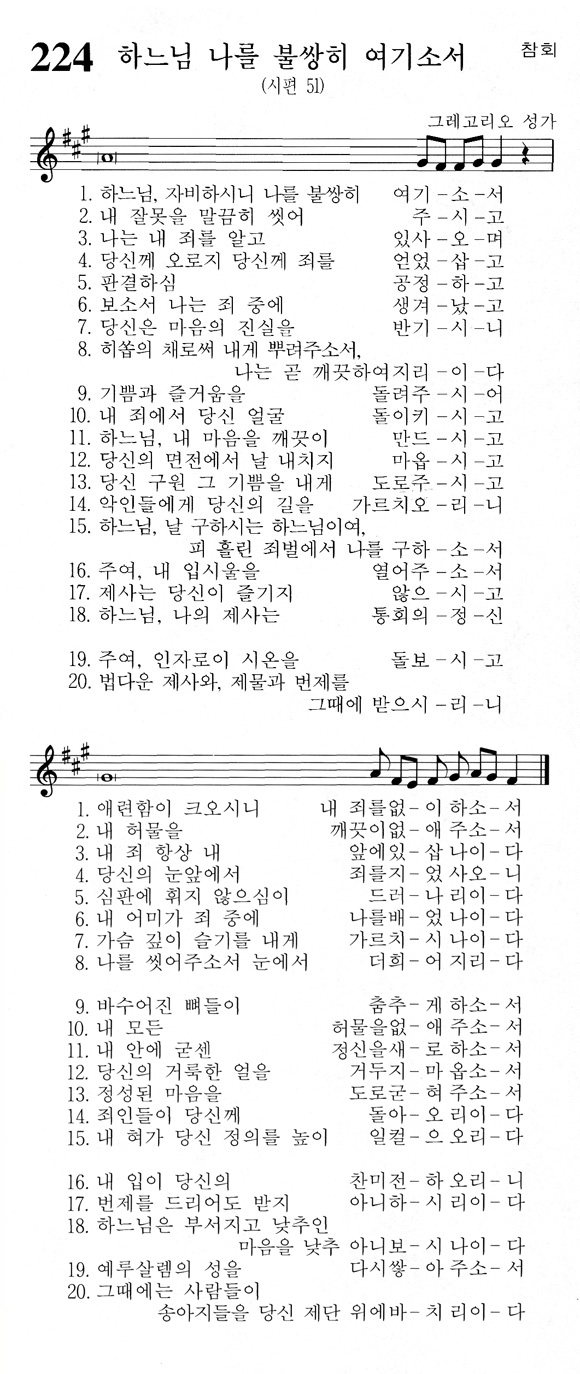 224 하느님 나를 불쌍히 여기소서 참회
(시편 51)
그레고리오 성가
1. 하느님, 자비하시니 나를 불쌍히 여기 – 소 – 서
2. 내 잘못을 말끔히 씻어 주 – 시 – 고
3. 나는 내 죄를 알고 있사 – 오 – 며
4. 당신께 오로지 당신께 죄를 얻었 – 삽 – 고
5. 판결하심 공정 – 하 – 고
6. 보소서 나는 죄 중에 생겨 – 났 – 고
7. 당신은 마음의 진실을 반기 – 시 – 니
8. 히쏩의 채로써 내게 뿌려주소서,
나는 곧 깨끗하여지리 – 이 – 다
9. 기쁨과 즐거움을 돌려주 – 시 – 어
10. 내 죄에서 당신 얼굴 돌이키 – 시 – 고
11. 하느님, 내 마음을 깨끗이 만드 – 시 – 고
12. 당신의 면전에서 날 내치지 마옵 – 시 – 고
13. 당신 구원 그 기쁨을 내게 도로주 – 시 – 고
14. 악인들에게 당신의 길을 가르치오 – 리 – 니
15. 하느님, 날 구하시는 하느님이여,
피 흘린 죄벌에서 나를 구하 – 소 – 서
16. 주여, 내 입시울을 열어주 – 소 – 서
17. 제사는 당신이 즐기지 않으 – 시 – 고
18. 하느님, 나의 제사는 통회의 – 정 – 신
19. 주여, 인자로이 시온을 돌보 – 시 – 고
20. 법다운 제사와, 제물과 번제를
그때에 받으시 – 리 – 니
1. 애련함이 크오시니 내 죄를없 – 이 하소 – 서
2. 내 허물을 깨끗이없 – 애 주소 – 서
3. 내 죄 항상 내 앞에있 – 삽 나이 – 다
4. 당신의 눈앞에서 죄를지 – 었 사오 – 니
5. 심판에 휘지 않으심이 드러 – 나 리이 – 다
6. 내 어미가 죄 중에 나를배 – 었 나이 – 다
7. 가슴 깊이 슬기를 내게 가르치 – 시 나이 – 다
8. 나를 씻어주소서 눈에서 더희 – 어 지리 – 다
9. 바수어진 뼈들이 춤추 – 게 하소 – 서
10. 내 모든 허물을없 – 애 주소 – 서
11. 내 안에 굳센 정신을새 – 로 하소 – 서
12. 당신의 거룩한 얼을 거두지 – 마 옵소 – 서
13. 정성된 마음을 도로굳 – 혀 주소 – 서
14. 죄인들이 당신께 돌아 – 오 리이 – 다
15. 내 혀가 당신 정의를 높이 일컬 – 으 오리 – 다
16. 내 입이 당신의 찬미전 – 하 오리 – 니
17. 번제를 드리어도 받지 아니하 – 시 리이 – 다
18. 하느님은 부서지고 낮추인
마음을 낮추 아니보 – 시 나이 – 다
19. 예루살렘의 성을 다시쌓 – 아 주소 – 서
20. 그때에는 사람들이
송아지들을 당신 제단 위에바 – 치 리이 – 다